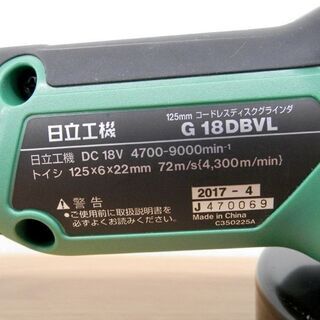 125mm コードレスディスクグラインダ
日立工機 G 18DBVL
日立工機 DC 18V 4700-9000min⁻¹
トイシ 125×6×22mm 72m/s{4,300m/min}
⚠ 警告
●ご使用前に取扱説明書を
必ずよくお読みください。
2017 - 4
J 470069
Made in China
C350225A